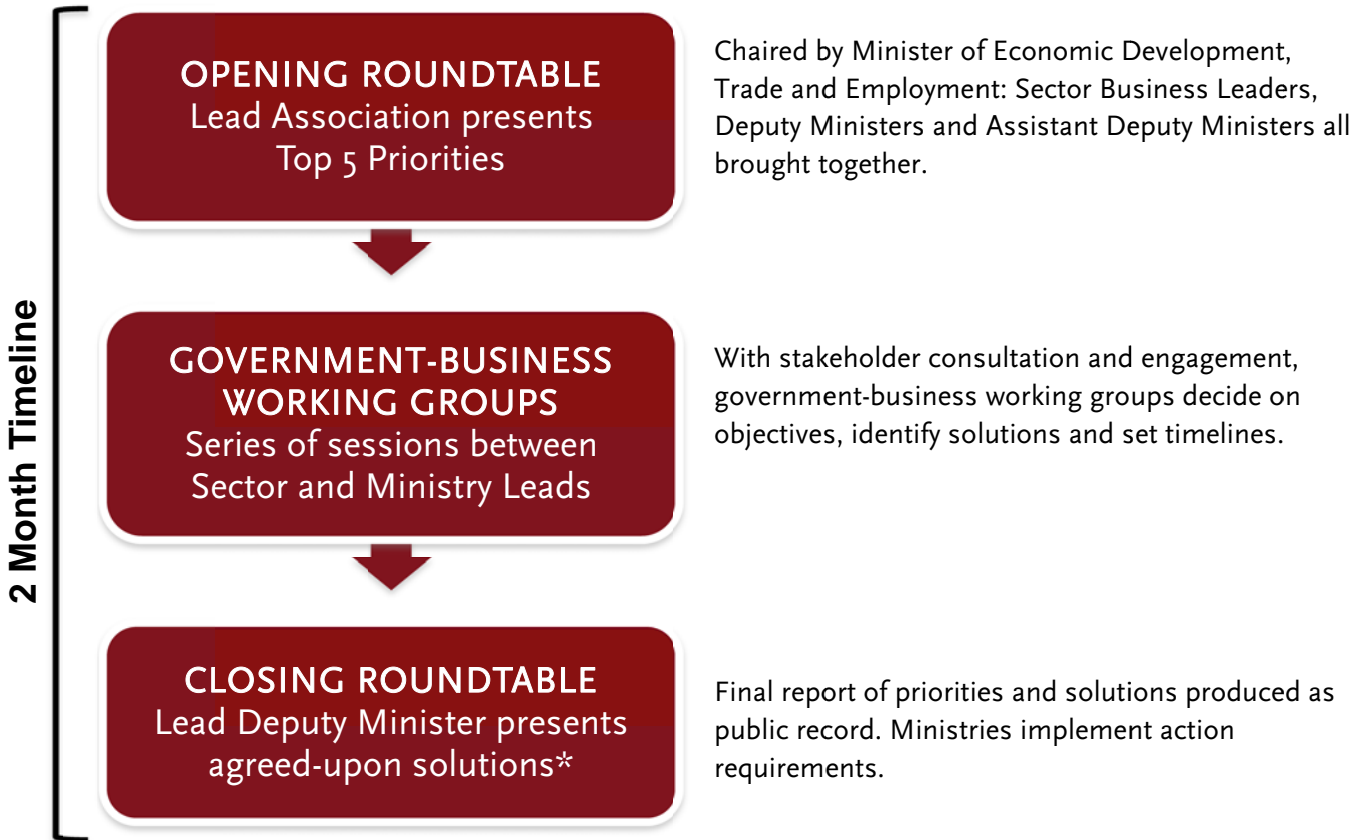 2 Month Timeline
OPENING ROUNDTABLE
Lead Association presents
Top 5 Priorities
Chaired by Minister of Economic Development,
Trade and Employment: Sector Business Leaders,
Deputy Ministers and Assistant Deputy Ministers all
brought together.
GOVERNMENT-BUSINESS
WORKING GROUPS
Series of sessions between
Sector and Ministry Leads
With stakeholder consultation and engagement,
government-business working groups decide on
objectives, identify solutions and set timelines.
CLOSING ROUNDTABLE
Lead Deputy Minister presents
agreed-upon solutions*
Final report of priorities and solutions produced as
public record. Ministries implement action
requirements.